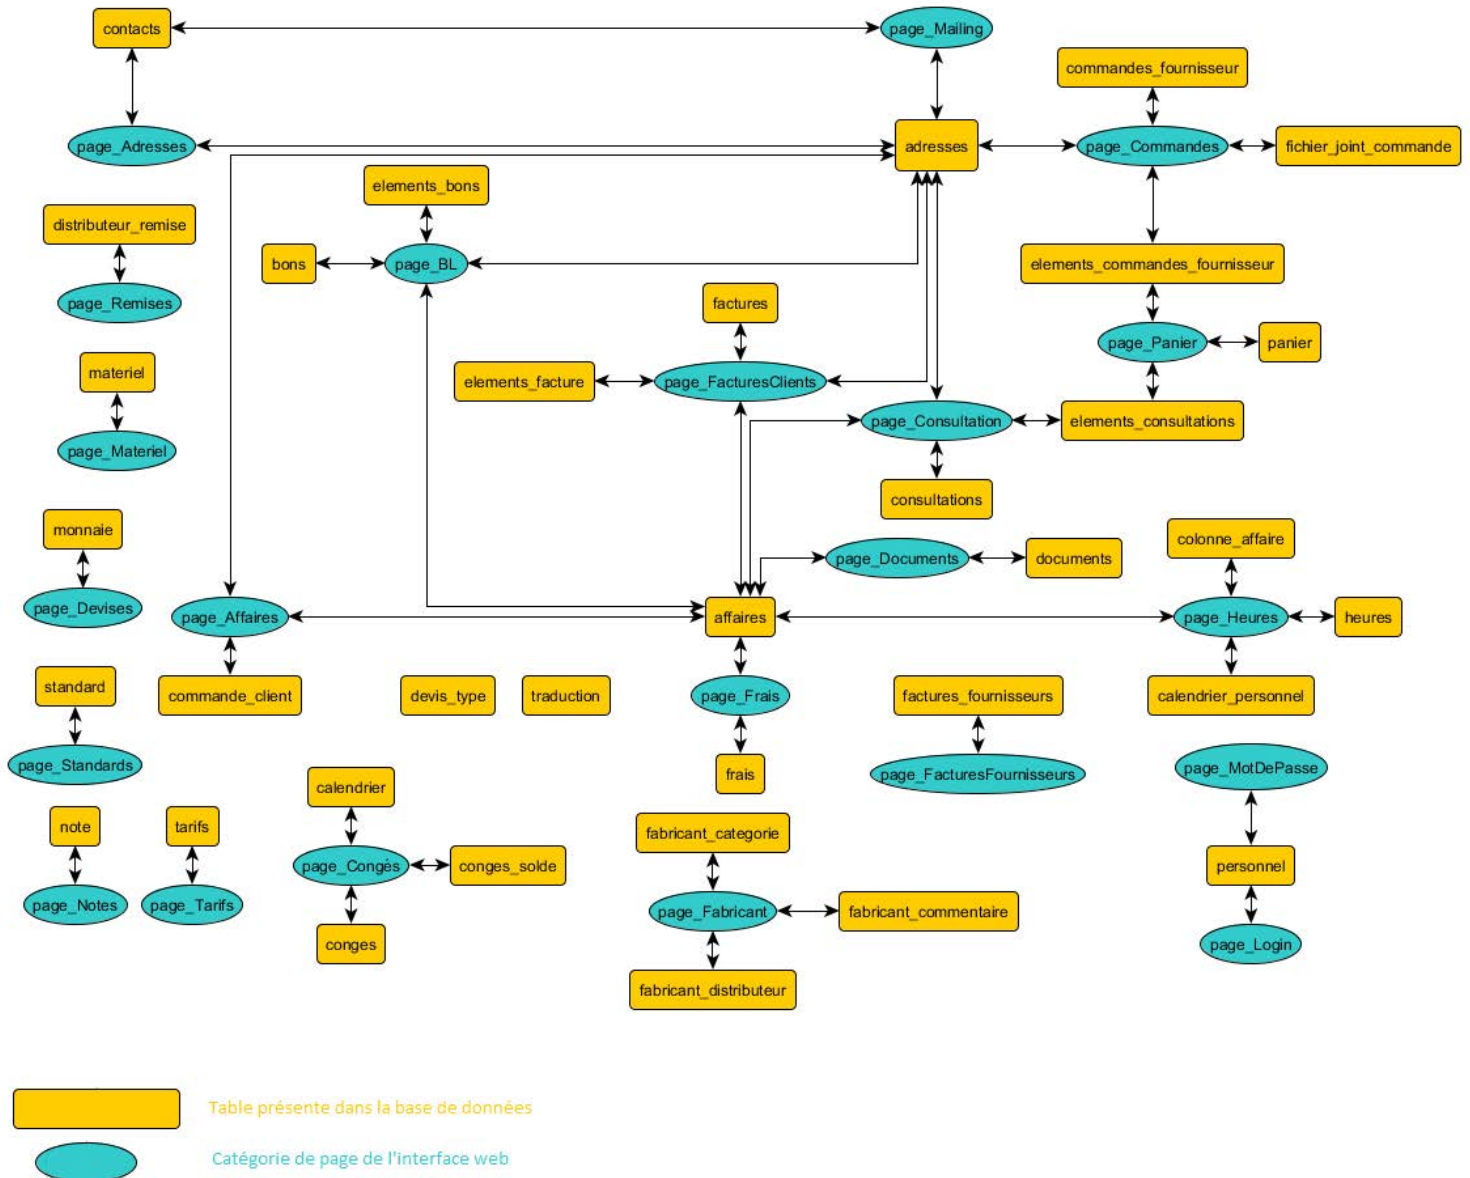 contacts
page_Mailing
commandes_fournisseur
page_Adresses
adresses
page_Commandes
fichier_joint_commande
elements_bons
distributeur_remise
bons
page_BL
elements_commandes_fournisseur
page_Remises
factures
page_Panier
panier
materiel
elements_facture
page_FacturesClients
page_Consultation
elements_consultations
page_Materiel
consultations
monnaie
colonne_affaire
page_Documents
documents
page_Devises
page_Affaires
affaires
page_Heures
heures
standard
commande_client
devis_type
traduction
page_Frais
factures_fournisseurs
calendrier_personnel
page_Standards
frais
page_FacturesFournisseurs
page_MotDePasse
calendrier
note
tarifs
fabricant_categorie
page_Congés
conges_solde
personnel
page_Notes
page_Tarifs
page_Fabricant
fabricant_commentaire
conges
page_Login
fabricant_distributeur
Table présente dans la base de données
Catégorie de page de l'interface web